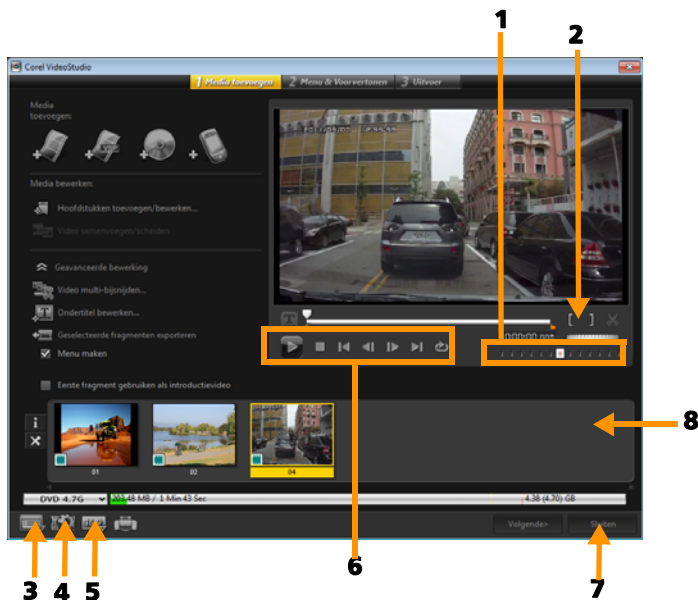 1
2
Corel VideoStudio
1 Media toevoegen 2 Menu & Voorvertonen 3 Uitvoer
Media
toevoegen:
Media bewerken:
Hoofdstukken toevoegen/bewerken...
Video samenvoegen/scheiden
Geavanceerde bewerking
Video multi-bijsnijden...
Ondertitel bewerken...
Geselecteerde fragmenten exporteren
Menu maken
Eerste fragment gebruiken als introductievideo
01 02 04
8
DVD 4.7G 203.48 MB / 1 Min 43 Sec 4.38 (4.70) GB
Volgende> Sluiten
3 4 5 6 7